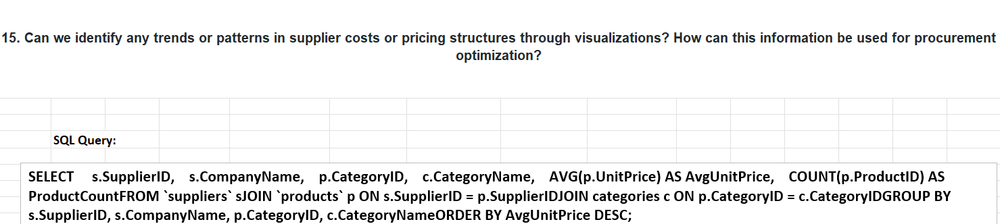 15. Can we identify any trends or patterns in supplier costs or pricing structures through visualizations? How can this information be used for procurement
optimization?
SQL Query:
SELECT s.SupplierID, s.CompanyName, p.CategoryID, c.CategoryName, AVG(p.UnitPrice) AS AvgUnitPrice, COUNT(p.ProductID) AS
ProductCountFROM `suppliers` sJOIN `products` p ON s.SupplierID = p.SupplierIDJOIN categories c ON p.CategoryID = c.CategoryIDGROUP BY
s.SupplierID, s.CompanyName, p.CategoryID, c.CategoryNameORDER BY AvgUnitPrice DESC;